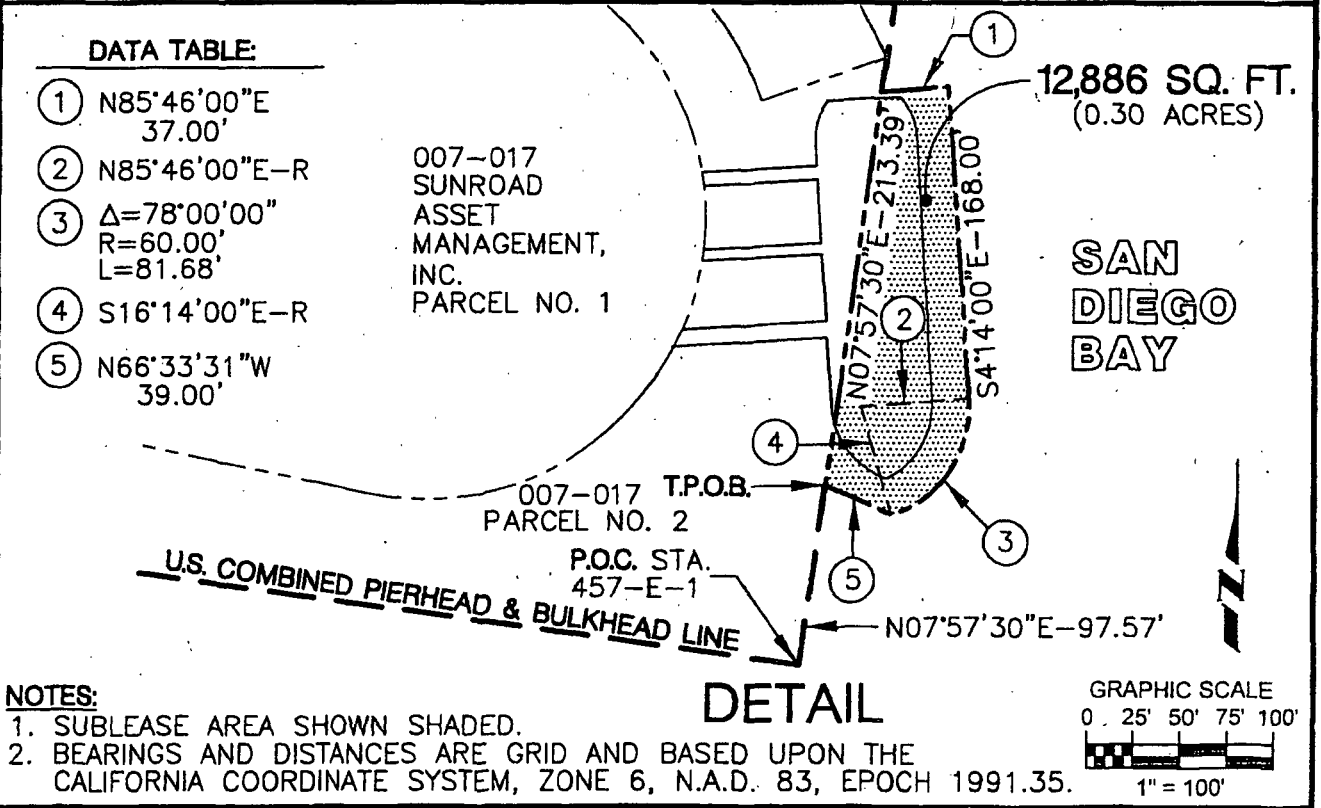 DATA TABLE:
1 N85°46'00"E
37.00'
2 N85°46'00"E-R
3 Δ=78°00'00"
R=60.00'
L=81.68'
4 S16°14'00"E-R
5 N66°33'31"W
39.00'
007-017
SUNROAD
ASSET
MANAGEMENT,
INC.
PARCEL NO. 1
1
12,886 SQ. FT.
(0.30 ACRES)
N07°57'30"E-213.39'
S4°14'00"E-168.00'
2
SAN
DIEGO
BAY
4
007-017
PARCEL NO. 2
T.P.O.B.
3
5
P.O.C. STA.
457-E-1
U.S. COMBINED PIERHEAD & BULKHEAD LINE
N07°57'30"E-97.57'
N
DETAIL
GRAPHIC SCALE
0 25' 50' 75' 100'
1" = 100'
NOTES:
1. SUBLEASE AREA SHOWN SHADED.
2. BEARINGS AND DISTANCES ARE GRID AND BASED UPON THE
CALIFORNIA COORDINATE SYSTEM, ZONE 6, N.A.D. 83, EPOCH 1991.35.